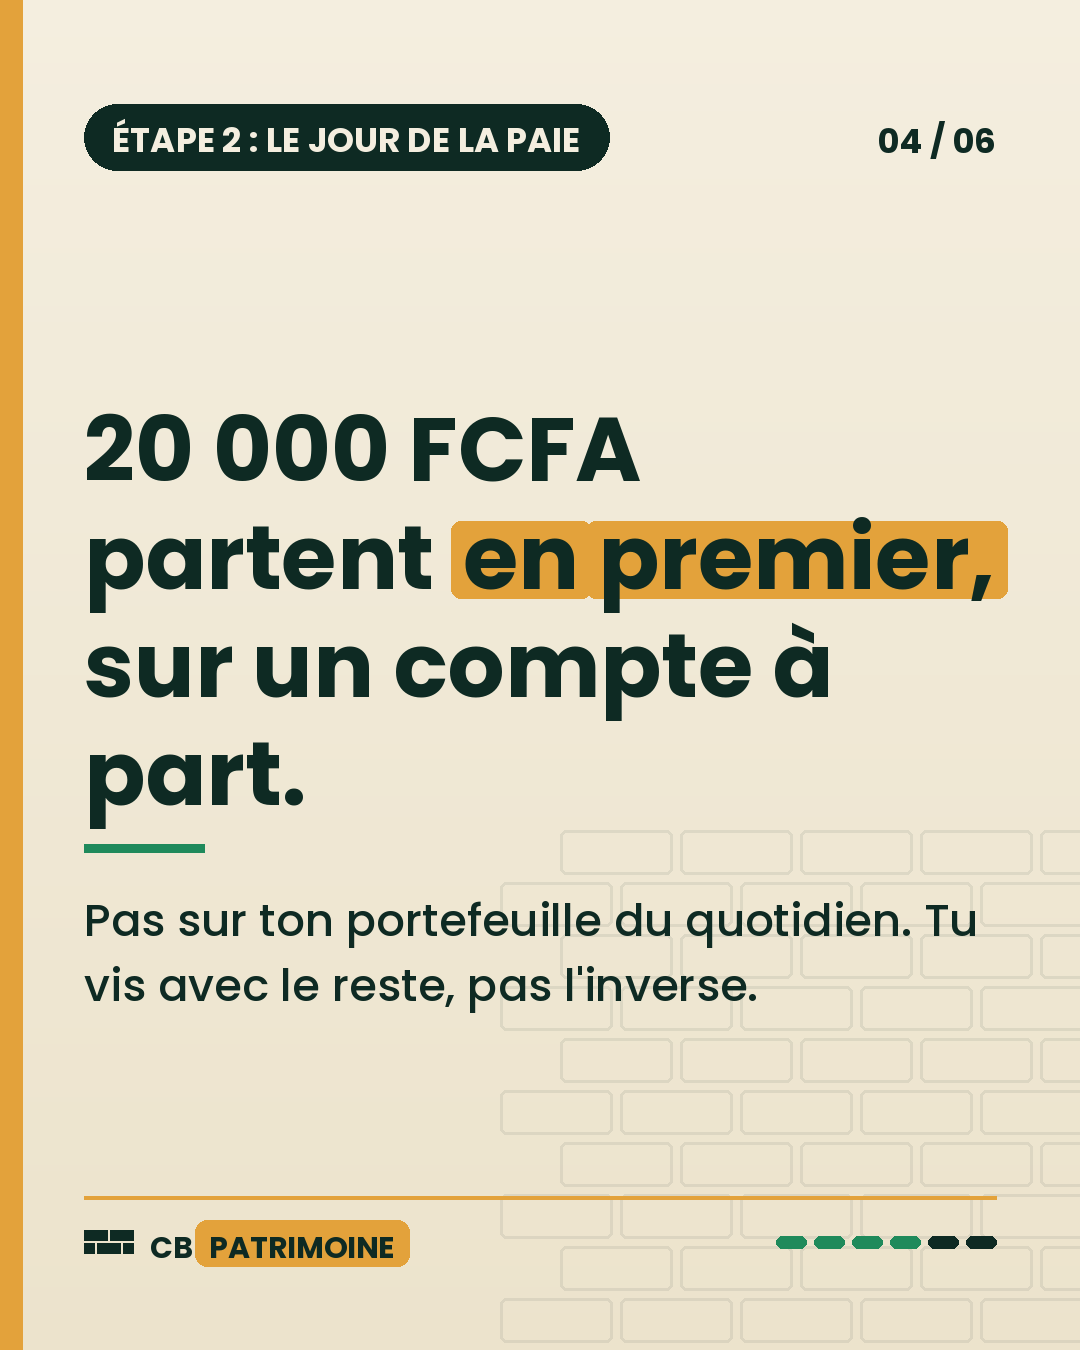 ÉTAPE 2 : LE JOUR DE LA PAIE
04 / 06
20 000 FCFA
partent en premier,
sur un compte à
part.
Pas sur ton portefeuille du quotidien. Tu
vis avec le reste, pas l'inverse.
CB PATRIMOINE